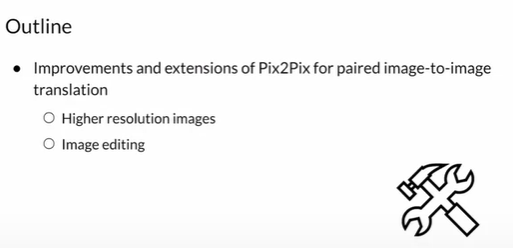 Outline
● Improvements and extensions of Pix2Pix for paired image-to-image
translation
○ Higher resolution images
○ Image editing